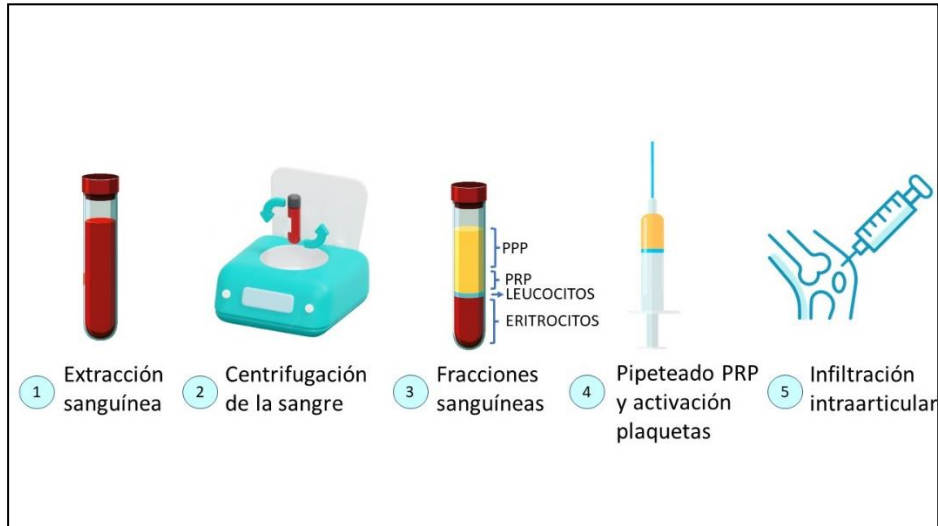 PPP
PRP
LEUCOCITOS
ERITROCITOS
1
Extracción
sanguínea
2
Centrifugación
de la sangre
3
Fracciones
sanguíneas
4
Pipeteado PRP
y activación
plaquetas
5
Infiltración
intraarticular